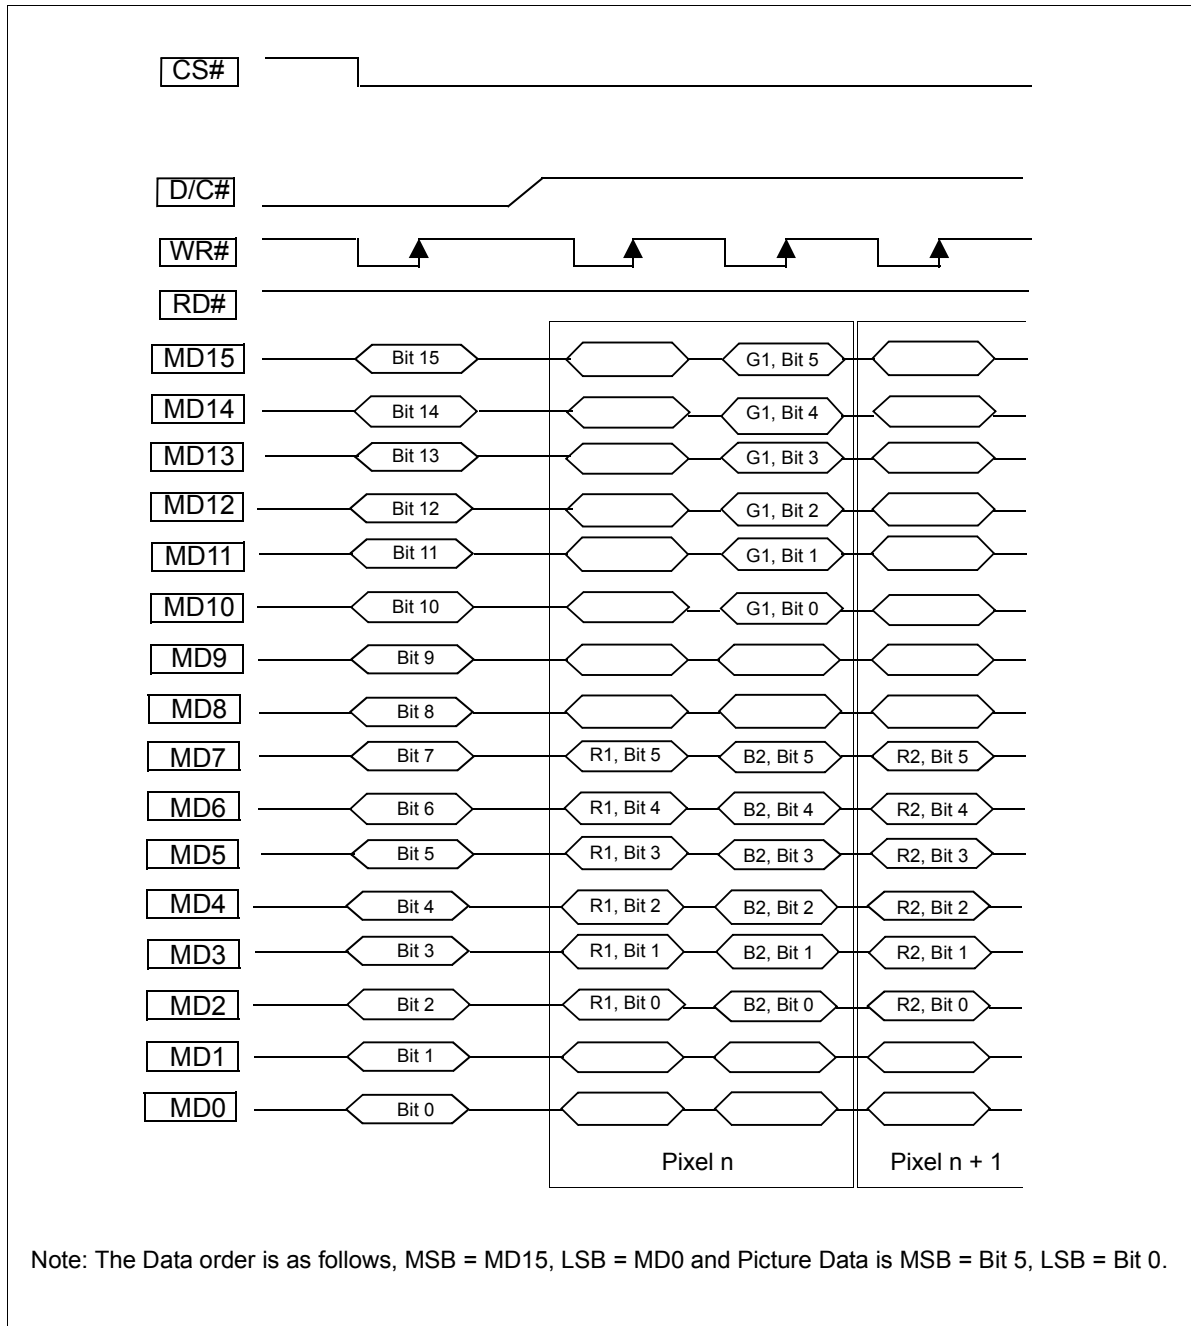 CS#
D/C#
WR#
RD#
MD15 Bit 15 G1, Bit 5
MD14 Bit 14 G1, Bit 4
MD13 Bit 13 G1, Bit 3
MD12 Bit 12 G1, Bit 2
MD11 Bit 11 G1, Bit 1
MD10 Bit 10 G1, Bit 0
MD9 Bit 9
MD8 Bit 8
MD7 Bit 7 R1, Bit 5 B2, Bit 5 R2, Bit 5
MD6 Bit 6 R1, Bit 4 B2, Bit 4 R2, Bit 4
MD5 Bit 5 R1, Bit 3 B2, Bit 3 R2, Bit 3
MD4 Bit 4 R1, Bit 2 B2, Bit 2 R2, Bit 2
MD3 Bit 3 R1, Bit 1 B2, Bit 1 R2, Bit 1
MD2 Bit 2 R1, Bit 0 B2, Bit 0 R2, Bit 0
MD1 Bit 1
MD0 Bit 0
Pixel n Pixel n + 1
Note: The Data order is as follows, MSB = MD15, LSB = MD0 and Picture Data is MSB = Bit 5, LSB = Bit 0.